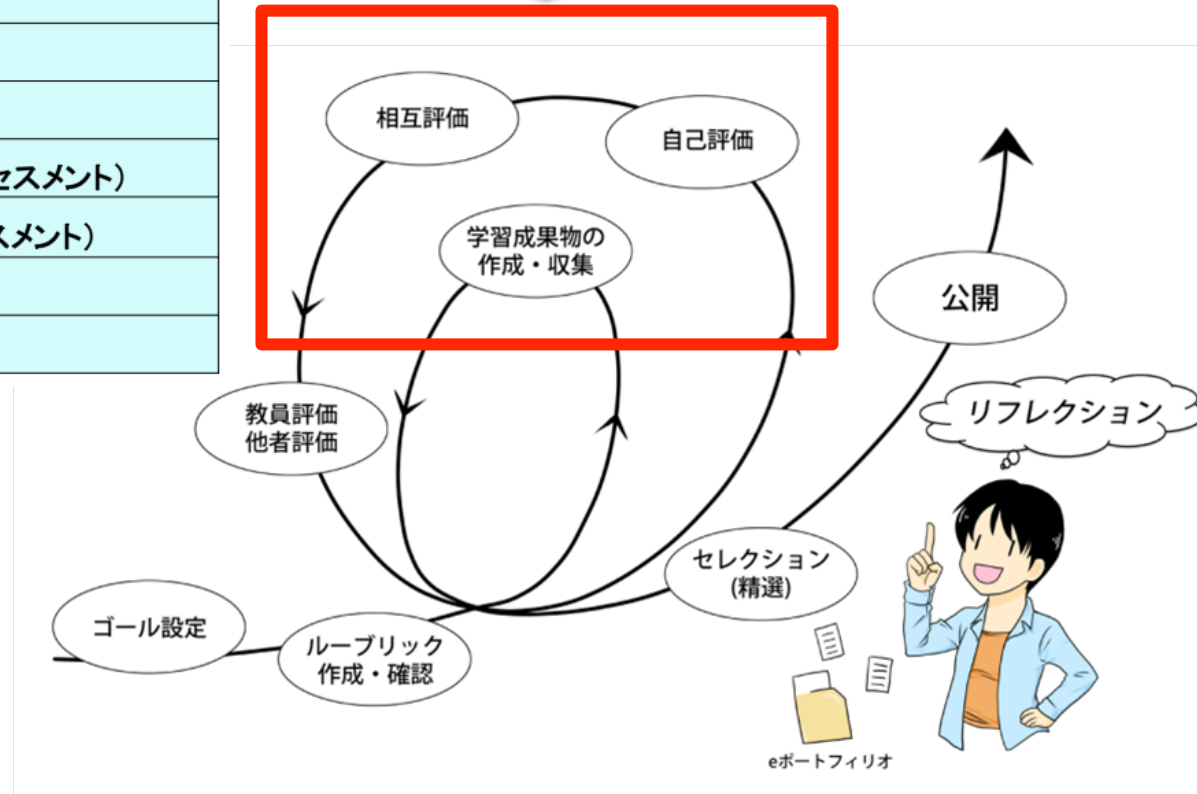 セスメント）
スメント）
相互評価
自己評価
学習成果物の
作成・収集
公開
教員評価
他者評価
リフレクション
セレクション
(精選)
ゴール設定
ルーブリック
作成・確認
eポートフィリオ